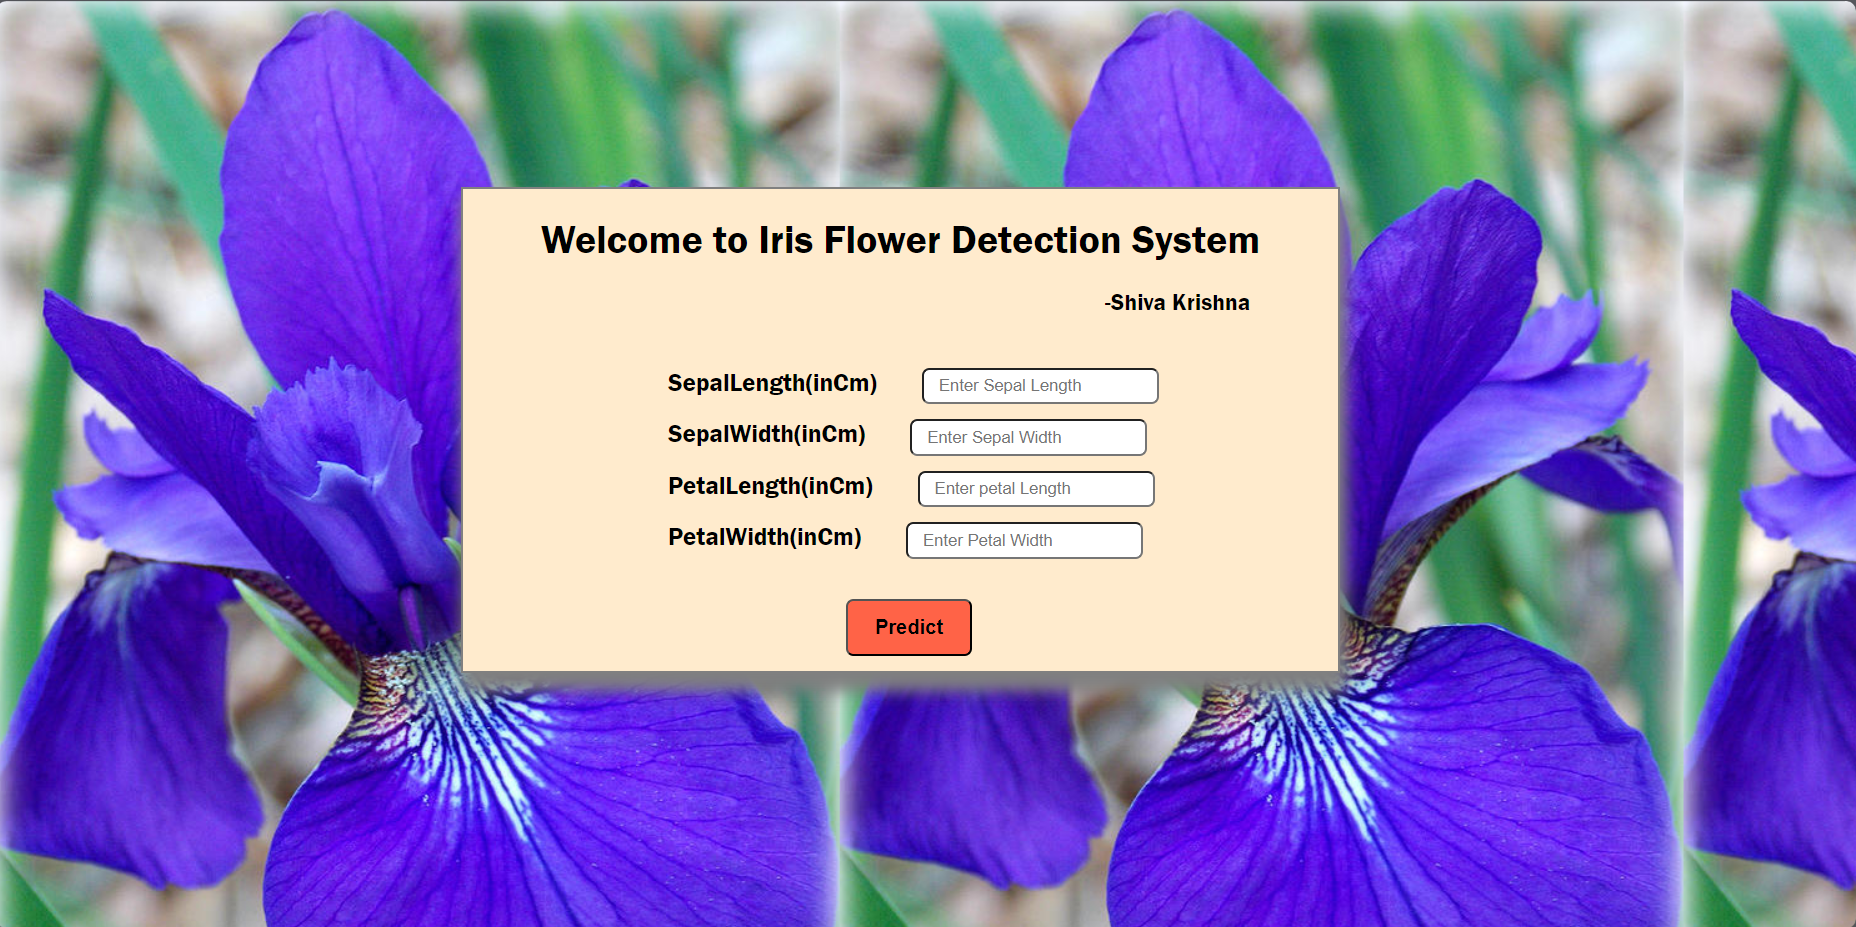 Welcome to Iris Flower Detection System
-Shiva Krishna
SepalLength(inCm) Enter Sepal Length
SepalWidth(inCm) Enter Sepal Width
PetalLength(inCm) Enter petal Length
PetalWidth(inCm) Enter Petal Width
Predict